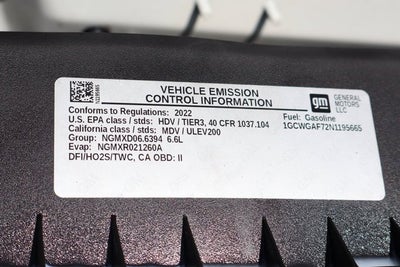 VEHICLE EMISSION
CONTROL INFORMATION
gm
GENERAL
MOTORS
LLC
Conforms to Regulations: 2022
Fuel: Gasoline
U.S. EPA class / stds: HDV / TIER3, 40 CFR 1037.104
1GCWGAF72N1195665
California class / stds: MDV / ULEV200
Group: NGMXD06.6394 6.6L
Evap: NGMXR021260A
DFI/HO2S/TWC, CA OBD: II